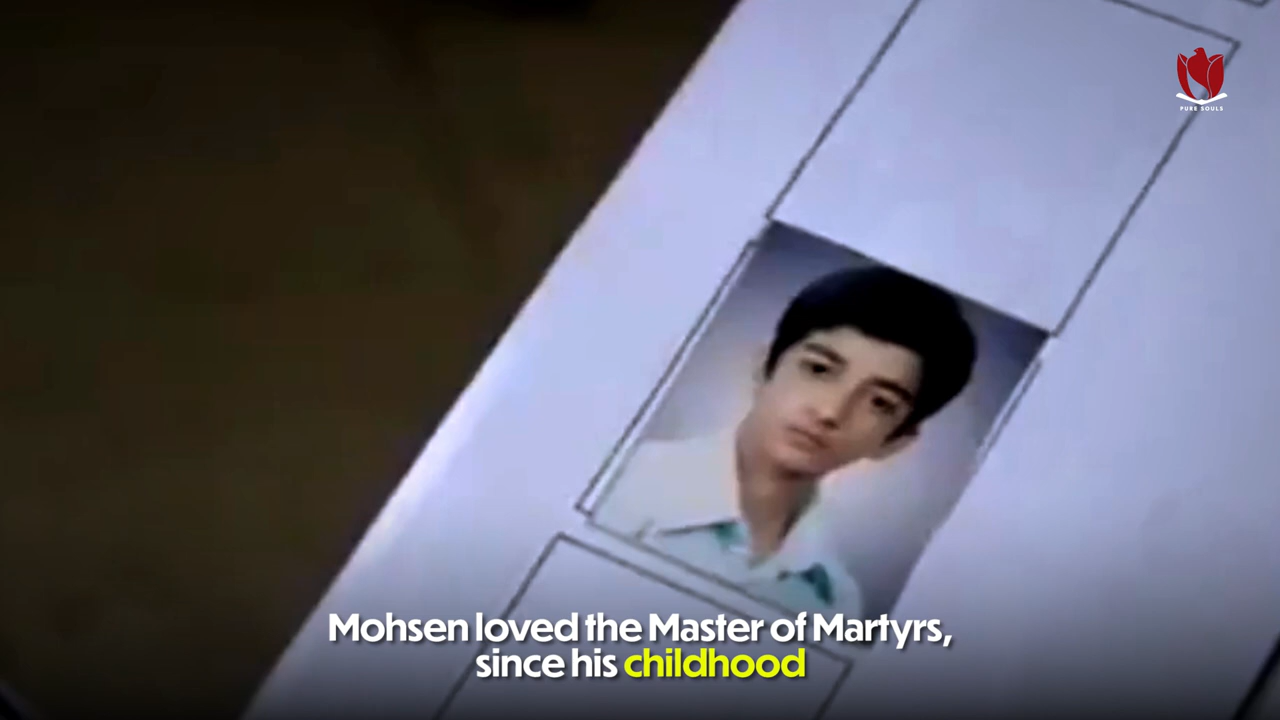 PURE SOULS
Mohsen loved the Master of Martyrs,
since his childhood